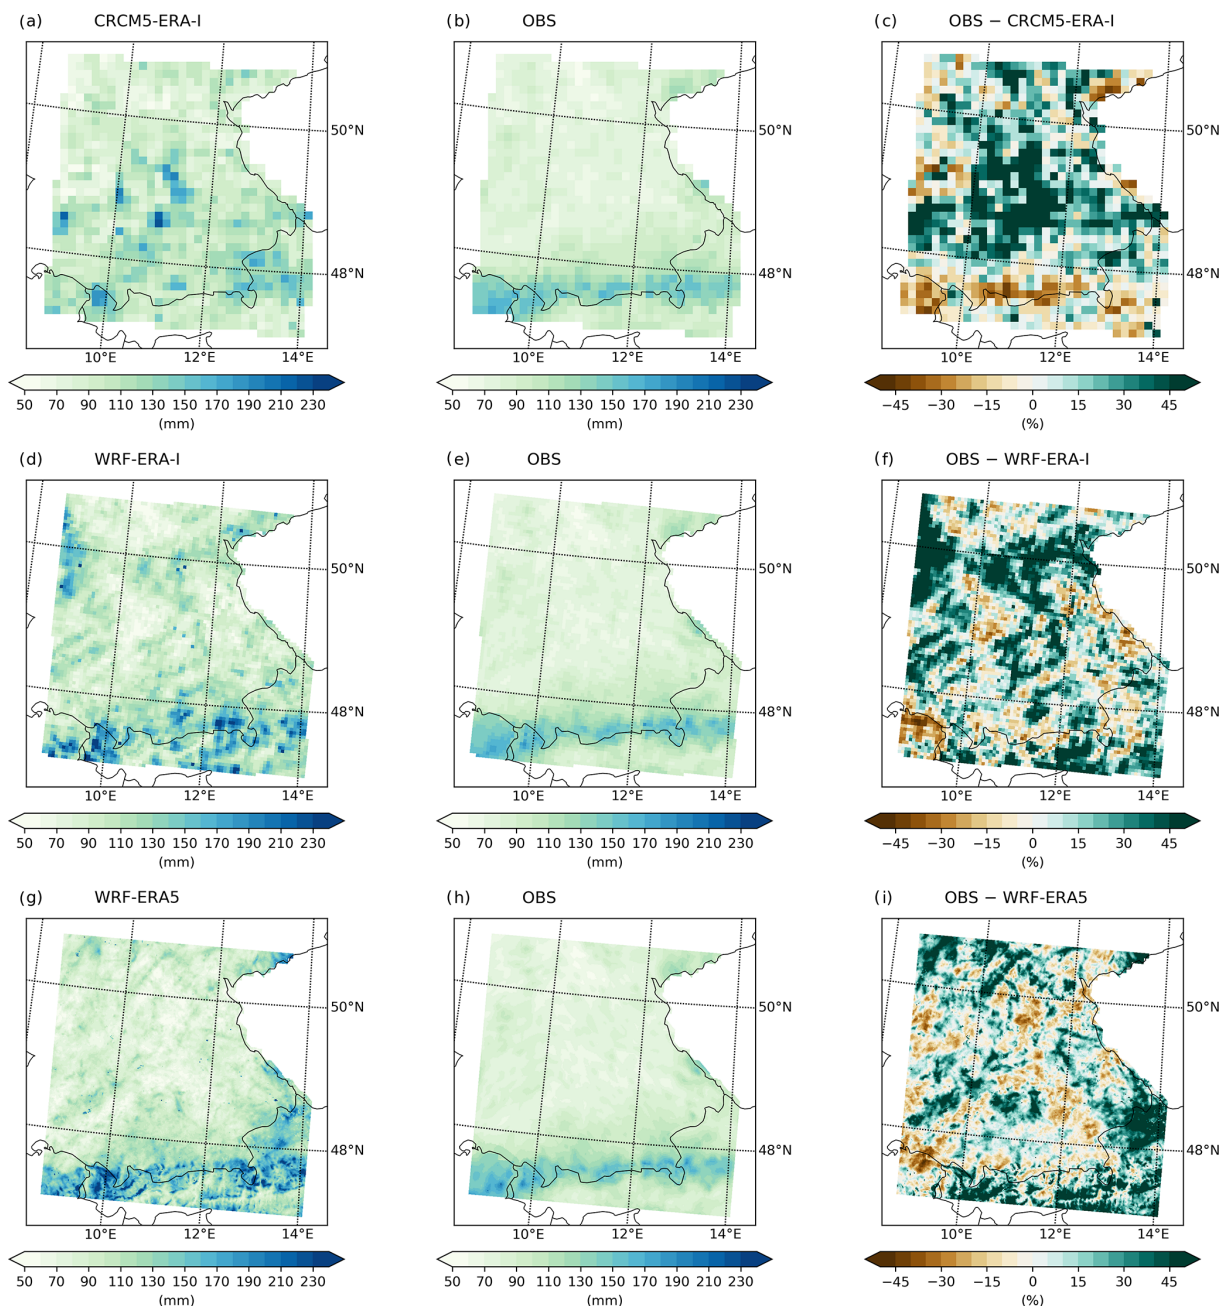 (a) CRCM5-ERA-I
(b) OBS
(c) OBS − CRCM5-ERA-I
50°N
50°N
50°N
48°N
48°N
48°N
10°E 12°E 14°E
10°E 12°E 14°E
10°E 12°E 14°E
50 70 90 110 130 150 170 190 210 230
(mm)
50 70 90 110 130 150 170 190 210 230
(mm)
−45 −30 −15 0 15 30 45
(%)
(d) WRF-ERA-I
(e) OBS
(f) OBS − WRF-ERA-I
50°N
50°N
50°N
48°N
48°N
48°N
10°E 12°E 14°E
10°E 12°E 14°E
10°E 12°E 14°E
50 70 90 110 130 150 170 190 210 230
(mm)
50 70 90 110 130 150 170 190 210 230
(mm)
−45 −30 −15 0 15 30 45
(%)
(g) WRF-ERA5
(h) OBS
(i) OBS − WRF-ERA5
50°N
50°N
50°N
48°N
48°N
48°N
10°E 12°E 14°E
10°E 12°E 14°E
10°E 12°E 14°E
50 70 90 110 130 150 170 190 210 230
(mm)
50 70 90 110 130 150 170 190 210 230
(mm)
−45 −30 −15 0 15 30 45
(%)